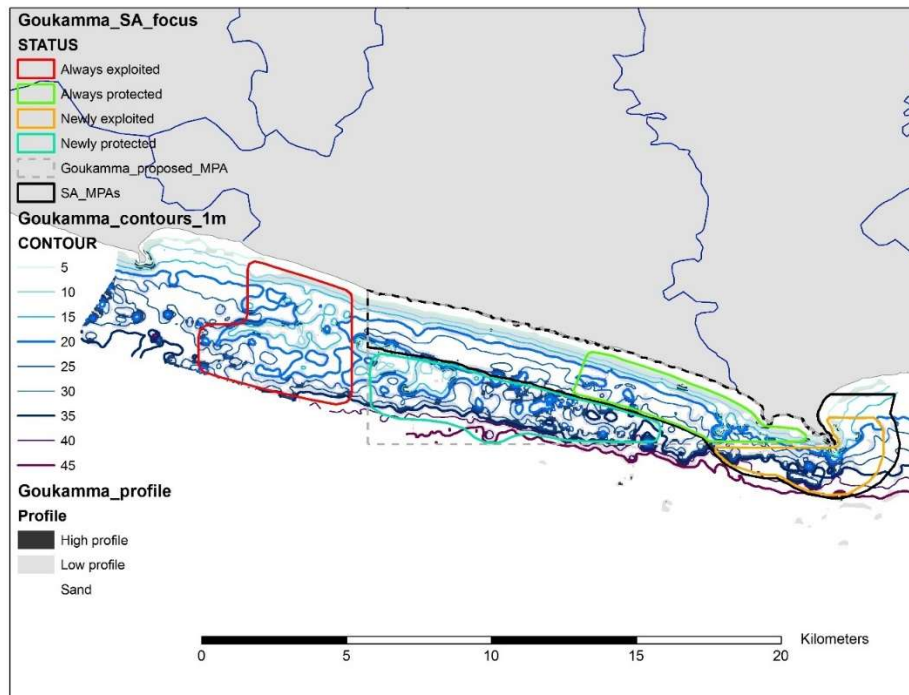 Goukamma_SA_focus
STATUS
Always exploited
Always protected
Newly exploited
Newly protected
Goukamma_proposed_MPA
SA_MPAs
Goukamma_contours_1m
CONTOUR
5
10
15
20
25
30
35
40
45
Goukamma_profile
Profile
High profile
Low profile
Sand
Kilometers
0 5 10 15 20